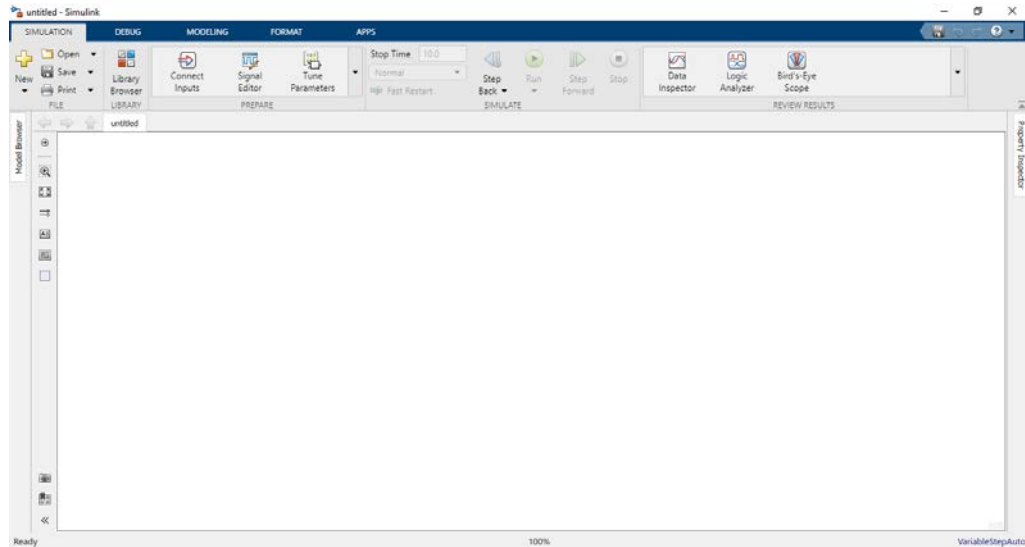 untitled - Simulink
SIMULATION DEBUG MODELING FORMAT APPS
New
Open
Save
Print
FILE
Library
Browser
LIBRARY
Connect
Inputs
Signal
Editor
Tune
Parameters
PREPARE
Stop Time 10.0
Normal
Fast Restart
Step
Back
Run
Step
Forward
Stop
SIMULATE
Data
Inspector
Logic
Analyzer
Bird's-Eye
Scope
REVIEW RESULTS
Model Browser
untitled
Property Inspector
Ready 100% VariableStepAuto